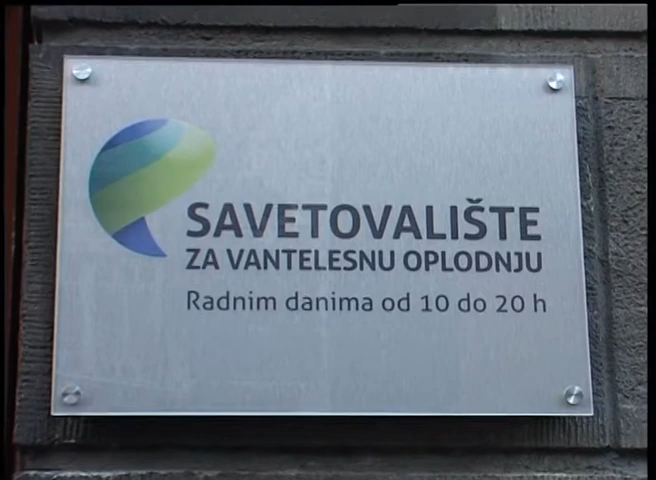 SAVETOVALIŠTE
ZA VANTELESNU OPLODNJU
Radnim danima od 10 do 20 h